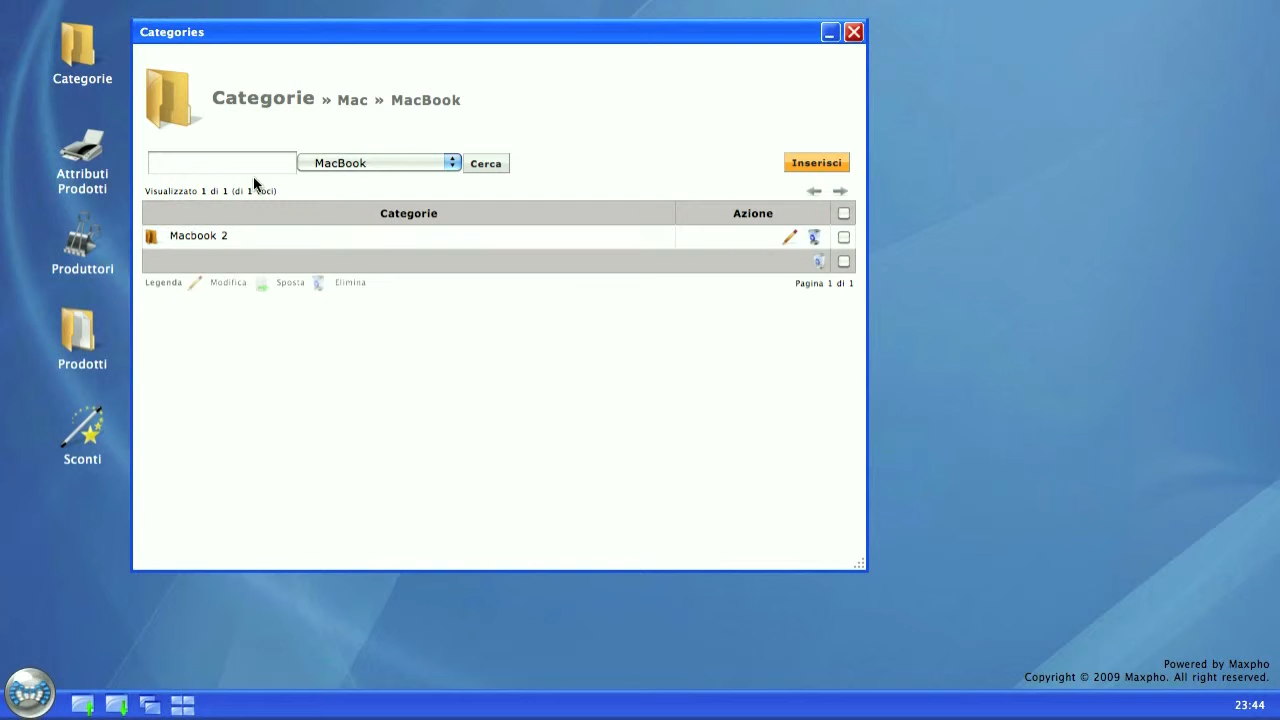 Categories
Categorie
Categorie » Mac » MacBook
MacBook
Cerca
Inserisci
Visualizzato 1 di 1 (di 1 voci)
Attributi
Prodotti
Categorie
Azione
Macbook 2
Produttori
Legenda Modifica Sposta Elimina
Pagina 1 di 1
Prodotti
Sconti
Powered by Maxpho
Copyright © 2009 Maxpho. All right reserved.
23:44